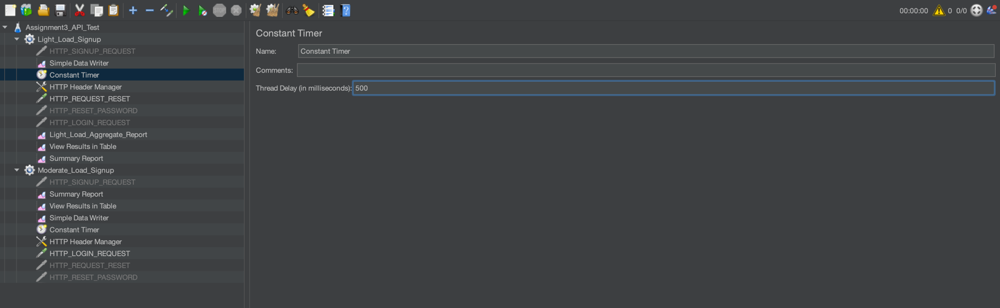 STOP
?
00:00:00
0
0/0
Assignment3_API_Test
Light_Load_Signup
HTTP_SIGNUP_REQUEST
Simple Data Writer
Constant Timer
HTTP Header Manager
HTTP_REQUEST_RESET
HTTP_RESET_PASSWORD
HTTP_LOGIN_REQUEST
Light_Load_Aggregate_Report
View Results in Table
Summary Report
Moderate_Load_Signup
HTTP_SIGNUP_REQUEST
Summary Report
View Results in Table
Simple Data Writer
Constant Timer
HTTP Header Manager
HTTP_LOGIN_REQUEST
HTTP_REQUEST_RESET
HTTP_RESET_PASSWORD
Constant Timer
Name: Constant Timer
Comments:
Thread Delay (in milliseconds): 500